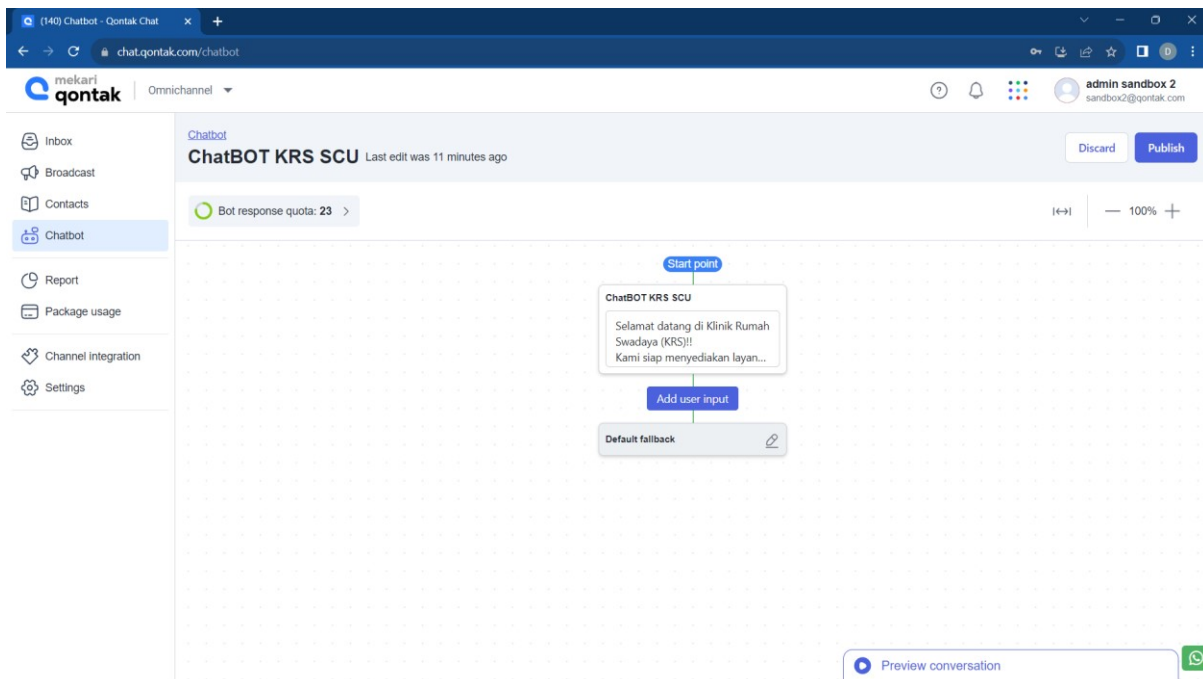 (140) Chatbot - Qontak Chat
chat.qontak.com/chatbot
mekari
qontak
Omnichannel
admin sandbox 2
sandbox2@qontak.com
Inbox
Broadcast
Contacts
Chatbot
Report
Package usage
Channel integration
Settings
Chatbot
ChatBOT KRS SCU Last edit was 11 minutes ago
Discard
Publish
Bot response quota: 23
100%
Start point
ChatBOT KRS SCU
Selamat datang di Klinik Rumah
Swadaya (KRS)!!
Kami siap menyediakan layan...
Add user input
Default fallback
Preview conversation